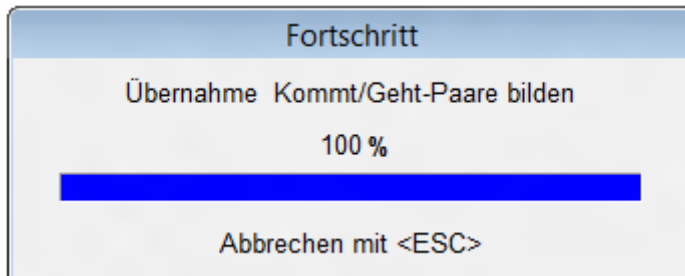 Fortschritt
Übernahme  Kommt/Geht-Paare bilden
100 %
Abbrechen mit <ESC>